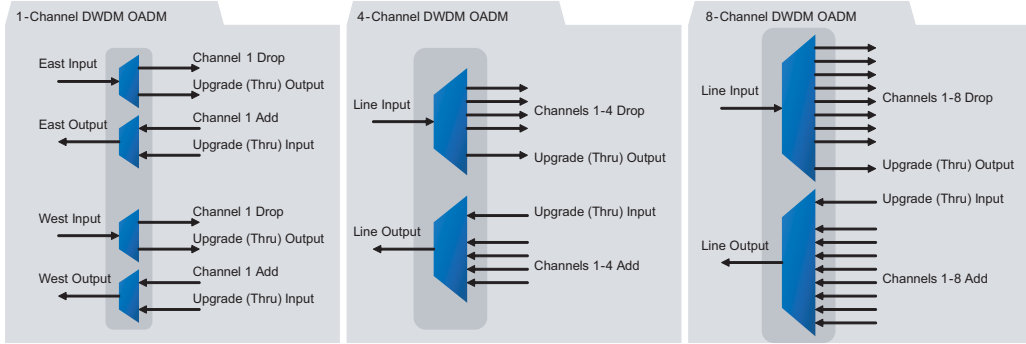 1-Channel DWDM OADM
East Input
Channel 1 Drop
Upgrade (Thru) Output
East Output
Channel 1 Add
Upgrade (Thru) Input
West Input
Channel 1 Drop
Upgrade (Thru) Output
West Output
Channel 1 Add
Upgrade (Thru) Input
4-Channel DWDM OADM
Line Input
Channels 1-4 Drop
Upgrade (Thru) Output
Upgrade (Thru) Input
Line Output
Channels 1-4 Add
8-Channel DWDM OADM
Line Input
Channels 1-8 Drop
Upgrade (Thru) Output
Upgrade (Thru) Input
Line Output
Channels 1-8 Add